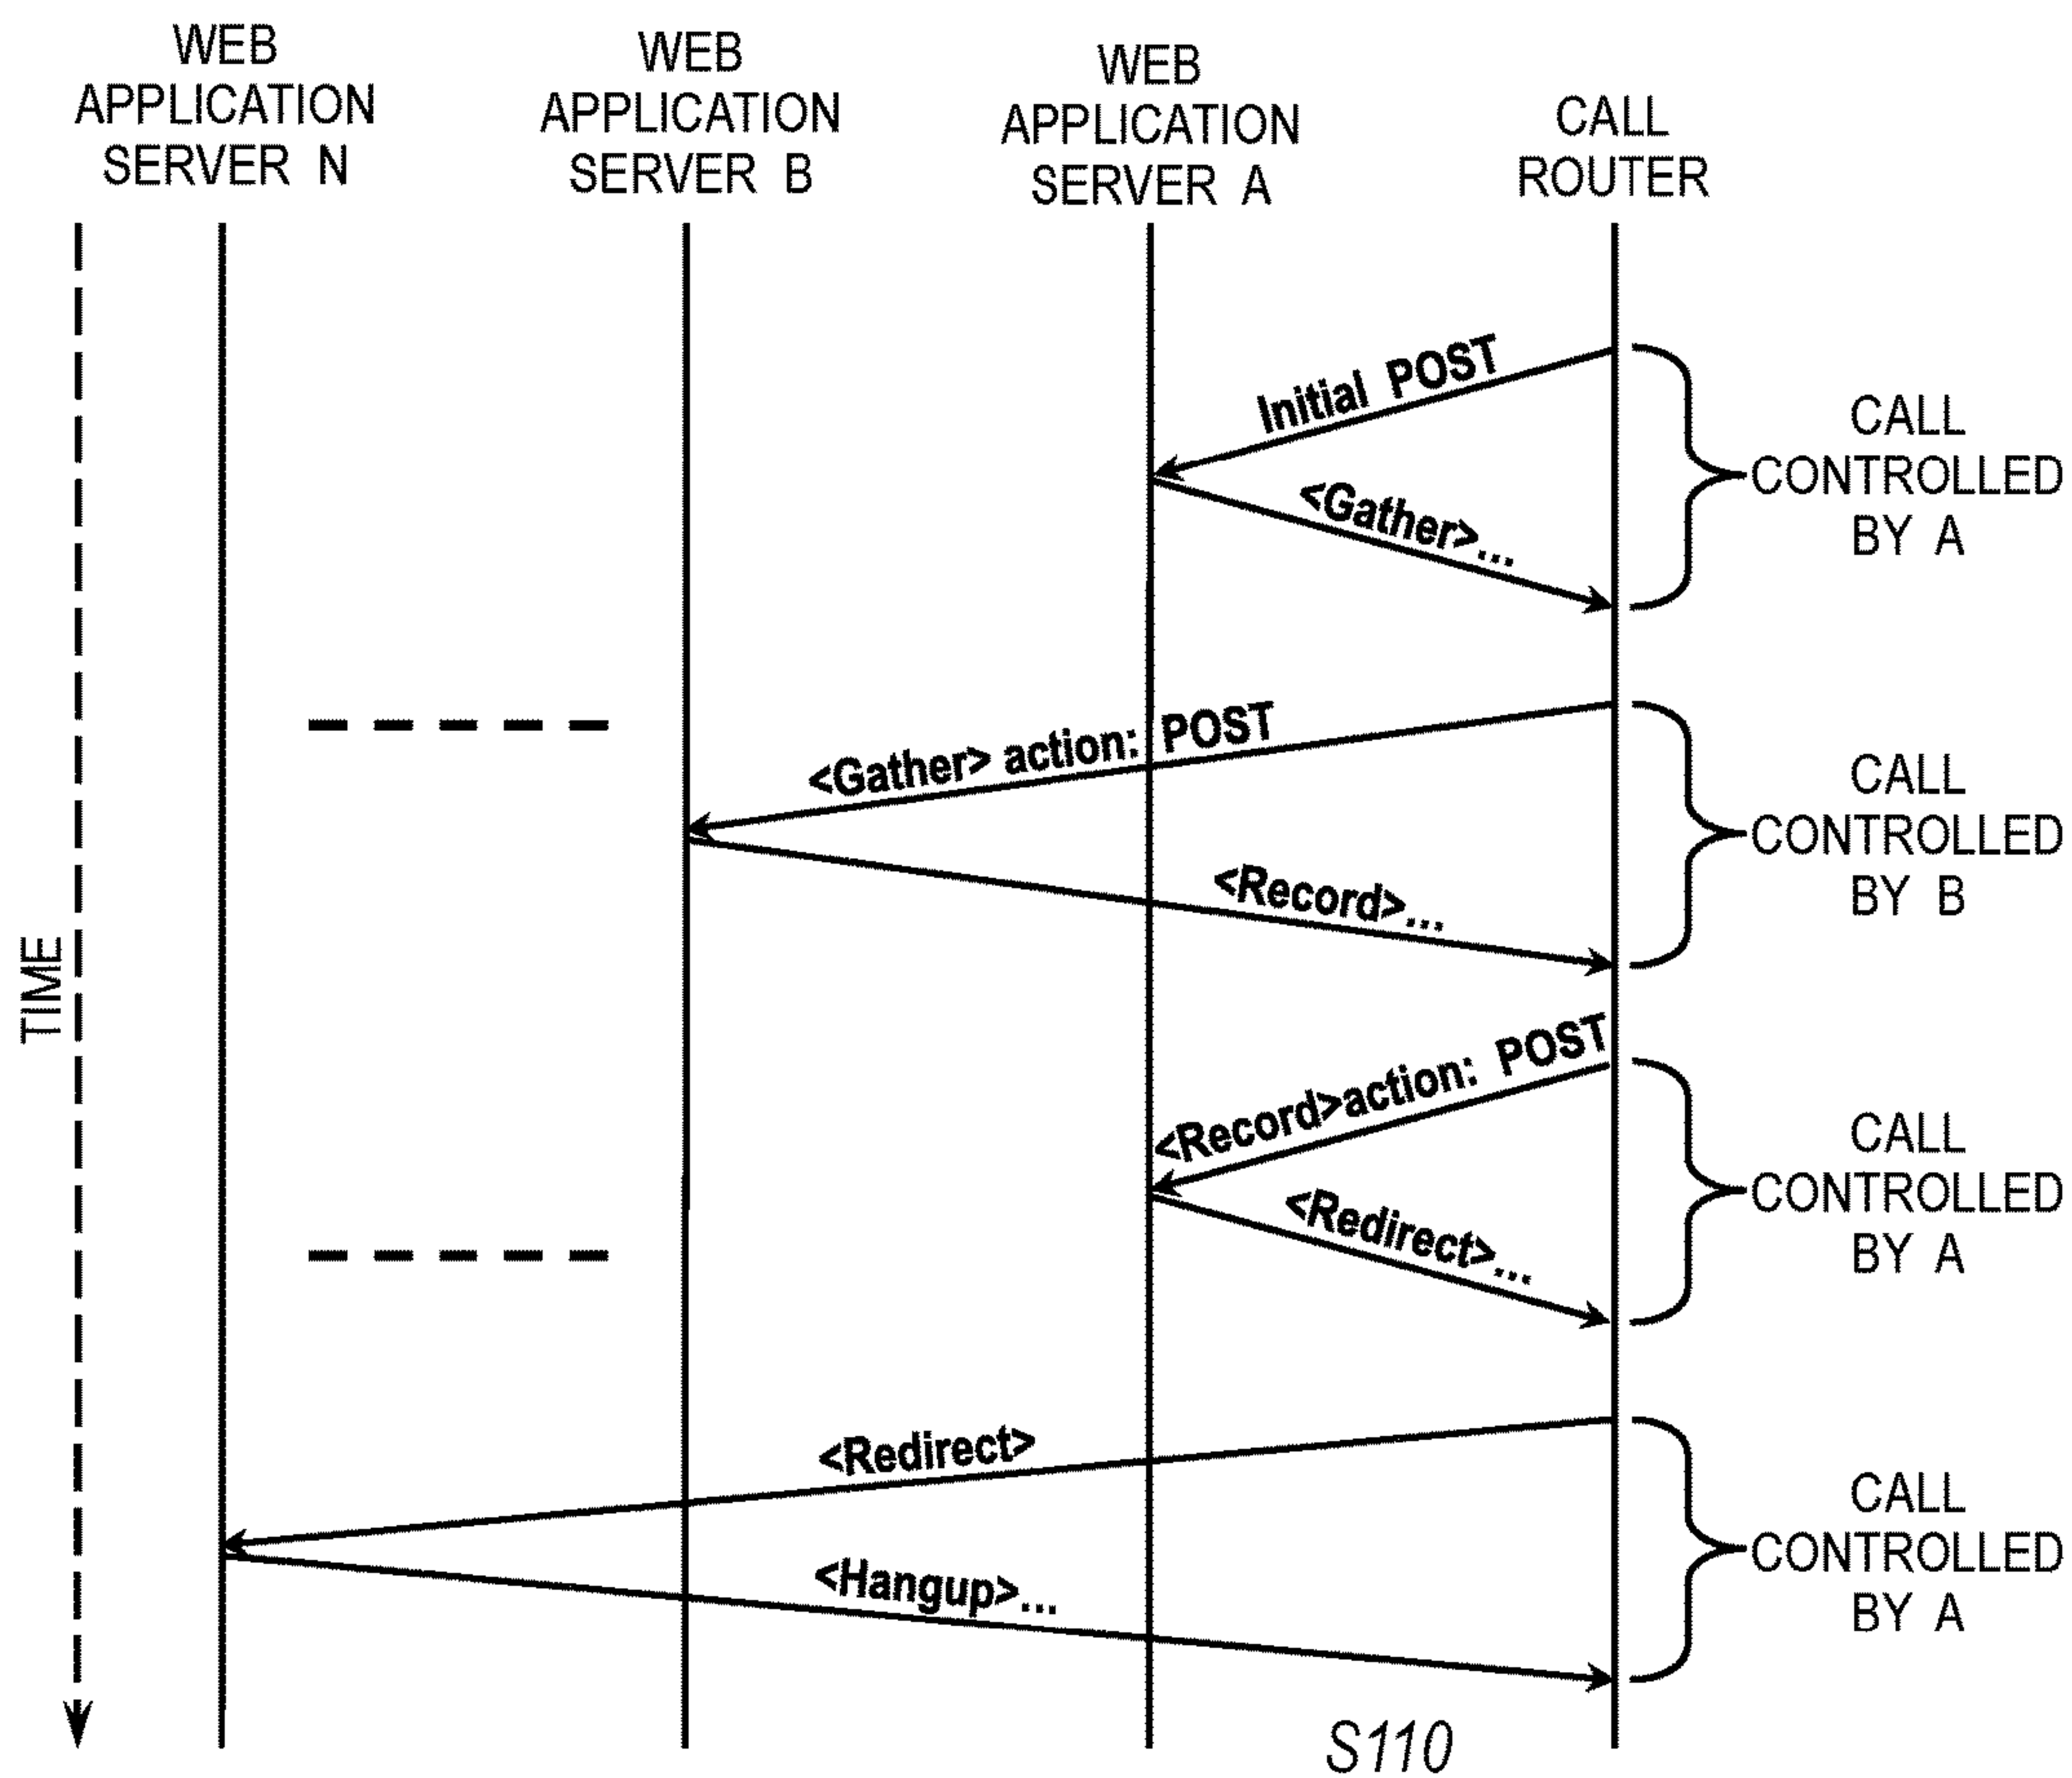 WEB
APPLICATION
SERVER N
WEB
APPLICATION
SERVER B
WEB
APPLICATION
SERVER A
CALL
ROUTER
Initial POST
<Gather>...
CALL
CONTROLLED
BY A
<Gather> action: POST
<Record>...
CALL
CONTROLLED
BY B
TIME
<Record>action: POST
<Redirect>...
CALL
CONTROLLED
BY A
<Redirect>
<Hangup>...
CALL
CONTROLLED
BY A
S110